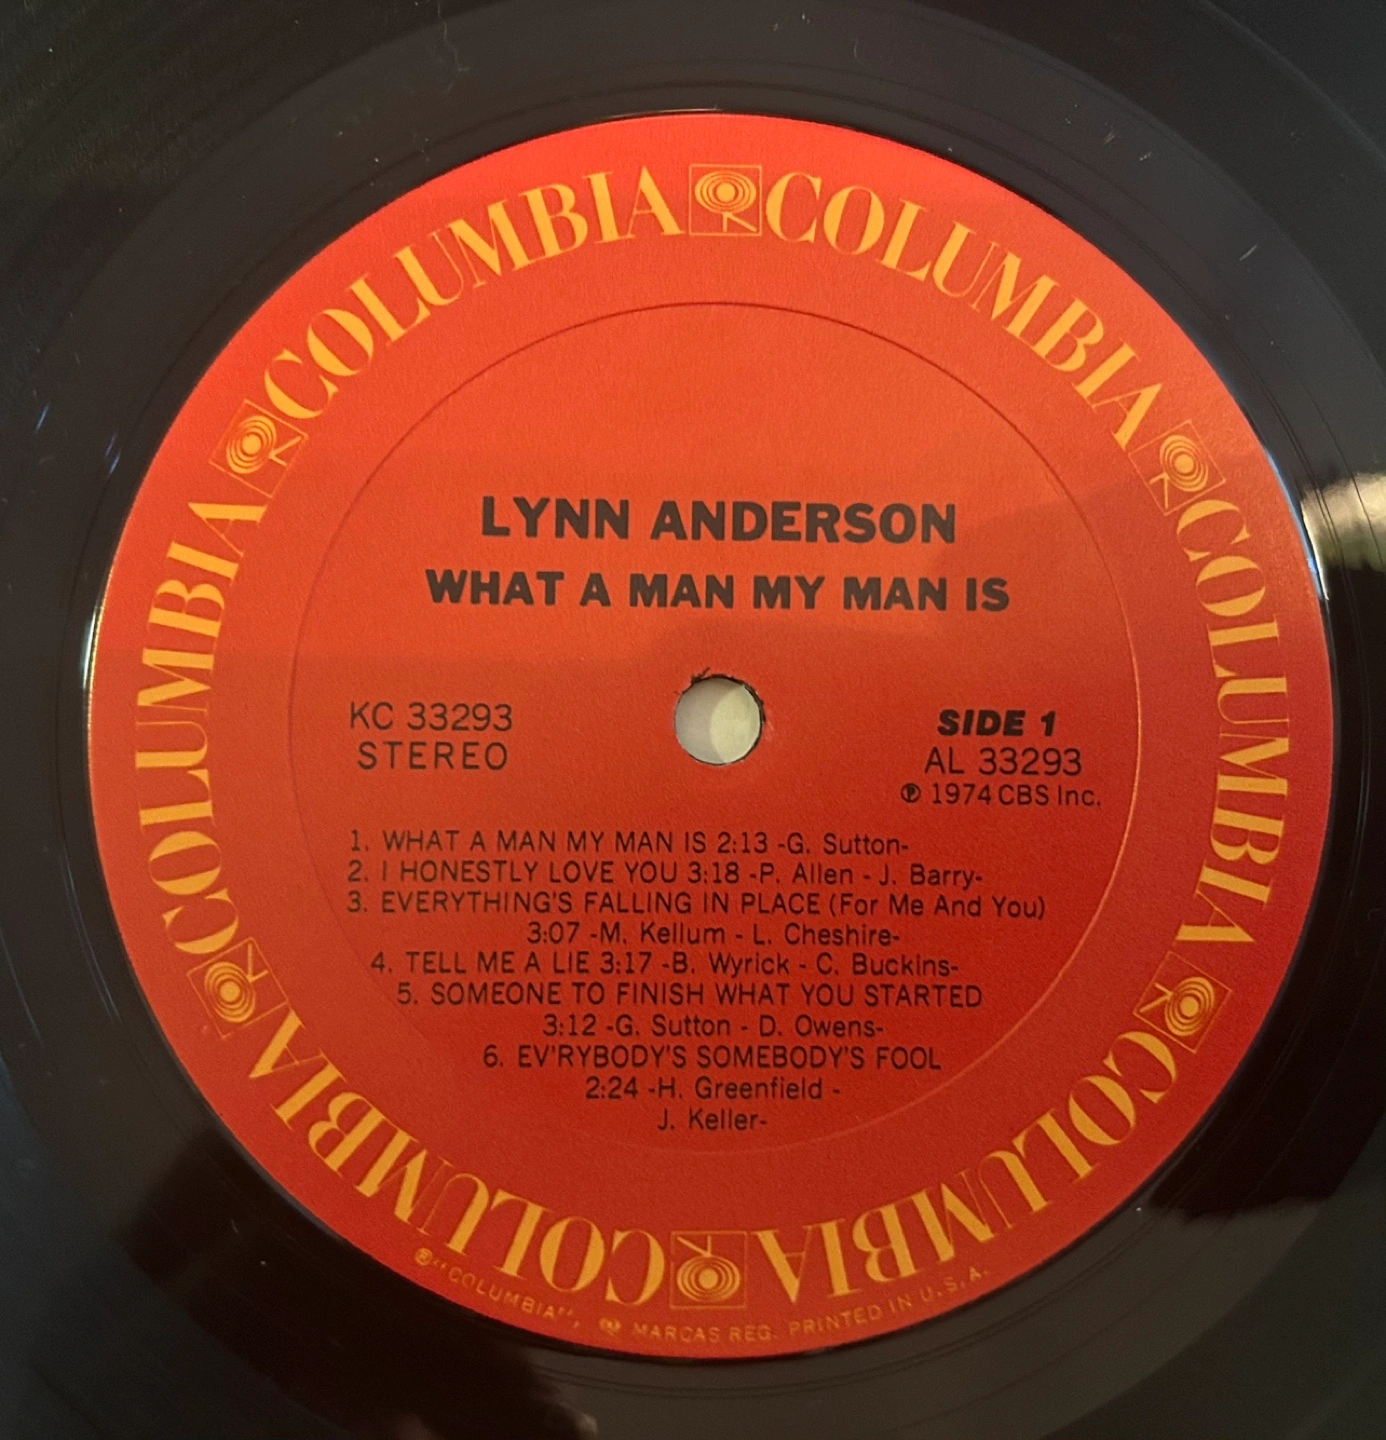 COLUMBIA COLUMBIA COLUMBIA COLUMBIA COLUMBIA COLUMBIA
LYNN ANDERSON
WHAT A MAN MY MAN IS
KC 33293
STEREO
SIDE 1
AL 33293
℗ 1974 CBS Inc.
1. WHAT A MAN MY MAN IS 2:13 -G. Sutton-
2. I HONESTLY LOVE YOU 3:18 -P. Allen - J. Barry-
3. EVERYTHING'S FALLING IN PLACE (For Me And You)
3:07 -M. Kellum - L. Cheshire-
4. TELL ME A LIE 3:17 -B. Wyrick - C. Buckins-
5. SOMEONE TO FINISH WHAT YOU STARTED
3:12 -G. Sutton - D. Owens-
6. EV'RYBODY'S SOMEBODY'S FOOL
2:24 -H. Greenfield -
J. Keller-
® "COLUMBIA", MARCAS REG. PRINTED IN U.S.A.